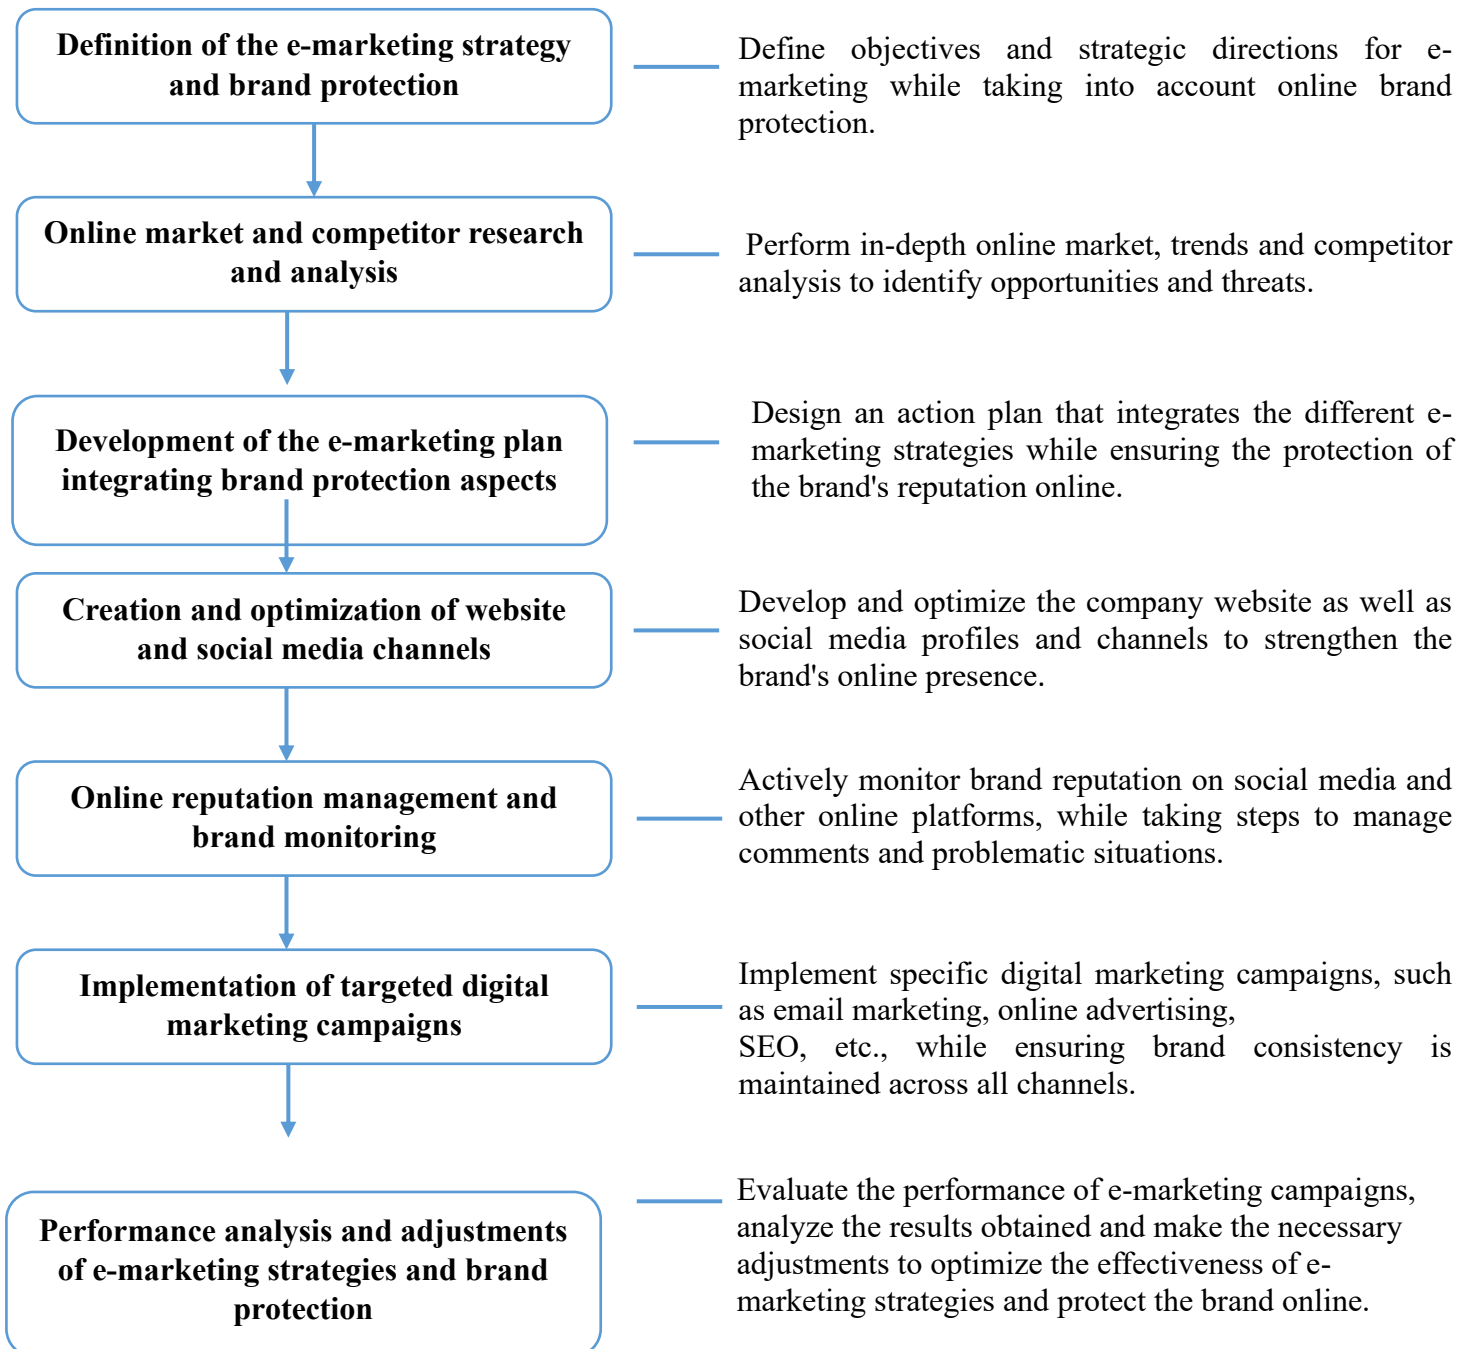 Definition of the e-marketing strategy
and brand protection
Define objectives and strategic directions for e-
marketing while taking into account online brand
protection.
Online market and competitor research
and analysis
Perform in-depth online market, trends and competitor
analysis to identify opportunities and threats.
Development of the e-marketing plan
integrating brand protection aspects
Design an action plan that integrates the different e-
marketing strategies while ensuring the protection of
the brand's reputation online.
Creation and optimization of website
and social media channels
Develop and optimize the company website as well as
social media profiles and channels to strengthen the
brand's online presence.
Online reputation management and
brand monitoring
Actively monitor brand reputation on social media and
other online platforms, while taking steps to manage
comments and problematic situations.
Implementation of targeted digital
marketing campaigns
Implement specific digital marketing campaigns, such
as email marketing, online advertising,
SEO, etc., while ensuring brand consistency is
maintained across all channels.
Performance analysis and adjustments
of e-marketing strategies and brand
protection
Evaluate the performance of e-marketing campaigns,
analyze the results obtained and make the necessary
adjustments to optimize the effectiveness of e-
marketing strategies and protect the brand online.